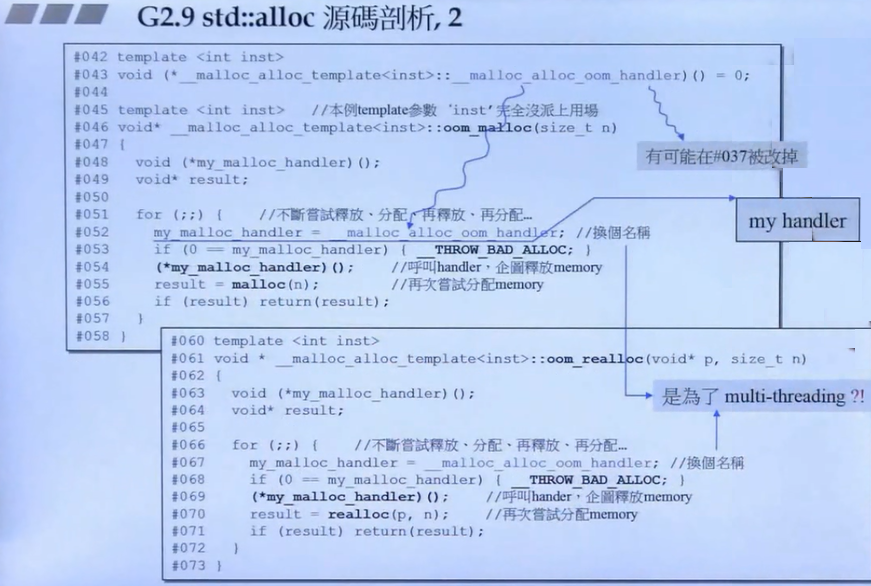 G2.9 std::alloc 源碼剖析, 2
#042 template <int inst>
#043 void (*__malloc_alloc_template<inst>::__malloc_alloc_oom_handler)() = 0;
#044
#045 template <int inst> //本例template參數 'inst' 完全沒派上用場
#046 void* __malloc_alloc_template<inst>::oom_malloc(size_t n)
#047 {
#048 void (*my_malloc_handler)();
#049 void* result;
#050
#051 for (;;) { //不斷嘗試釋放、分配、再釋放、再分配…
#052 my_malloc_handler = __malloc_alloc_oom_handler; //換個名稱
#053 if (0 == my_malloc_handler) { __THROW_BAD_ALLOC; }
#054 (*my_malloc_handler)(); //呼叫handler，企圖釋放memory
#055 result = malloc(n); //再次嘗試分配memory
#056 if (result) return(result);
#057 }
#058 }
有可能在#037被改掉
my handler
#060 template <int inst>
#061 void * __malloc_alloc_template<inst>::oom_realloc(void* p, size_t n)
#062 {
#063 void (*my_malloc_handler)();
#064 void* result;
#065
#066 for (;;) { //不斷嘗試釋放、分配、再釋放、再分配…
#067 my_malloc_handler = __malloc_alloc_oom_handler; //換個名稱
#068 if (0 == my_malloc_handler) { __THROW_BAD_ALLOC; }
#069 (*my_malloc_handler)(); //呼叫hander，企圖釋放memory
#070 result = realloc(p, n); //再次嘗試分配memory
#071 if (result) return(result);
#072 }
#073 }
是為了 multi-threading ?!